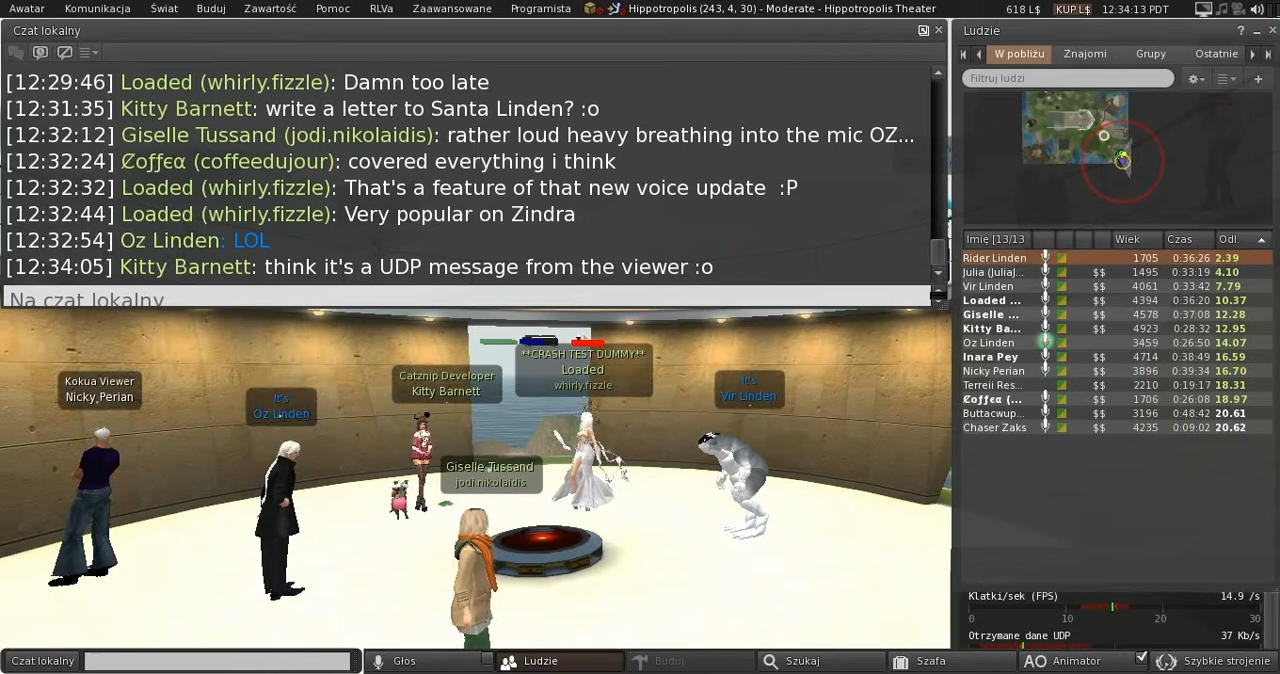 Awatar Komunikacja Świat Buduj Zawartość Pomoc RLVa Zaawansowane Programista Hippotropolis (243, 4, 30) - Moderate - Hippotropolis Theater 618 L$ KUP L$ 12:34:13 PDT
Czat lokalny
[12:29:46] Loaded (whirly.fizzle): Damn too late
[12:31:35] Kitty Barnett: write a letter to Santa Linden? :o
[12:32:12] Giselle Tussand (jodi.nikolaidis): rather loud heavy breathing into the mic OZ...
[12:32:24] Ȼσƒƒєα (coffeedujour): covered everything i think
[12:32:32] Loaded (whirly.fizzle): That's a feature of that new voice update  :P
[12:32:44] Loaded (whirly.fizzle): Very popular on Zindra
[12:32:54] Oz Linden: LOL
[12:34:05] Kitty Barnett: think it's a UDP message from the viewer :o
Na czat lokalny
Ludzie
? _ ×
W pobliżu Znajomi Grupy Ostatnie
Filtruj ludzi
Imię [13/13 Wiek Czas Odl.
Rider Linden 1705 0:36:26 2.39
Julia (JuliaJ... $$ 1495 0:33:19 4.10
Vir Linden 4061 0:33:42 7.79
Loaded ... $$ 4394 0:36:20 10.37
Giselle ... $$ 4578 0:37:08 12.28
Kitty Ba... $$ 4923 0:28:32 12.95
Oz Linden 3459 0:26:50 14.07
Inara Pey $$ 4714 0:38:49 16.59
Nicky Perian $$ 3896 0:39:34 16.70
Terreii Res... $$ 2210 0:19:17 18.31
Ȼσƒƒєα (... $$ 1706 0:26:08 18.97
Buttacwup... $$ 3196 0:48:42 20.61
Chaser Zaks $$ 4235 0:09:02 20.62
Kokua Viewer
Nicky Perian
It's
Oz Linden
Catznip Developer
Kitty Barnett
**CRASH TEST DUMMY**
Loaded
whirly.fizzle
It's
Vir Linden
Giselle Tussand
jodi.nikolaidis
Klatki/sek (FPS) 14.9 /s
0 10 20 30
Otrzymane dane UDP 37 Kb/s
Czat lokalny Głos Ludzie Buduj Szukaj Szafa AO Animator Szybkie strojenie